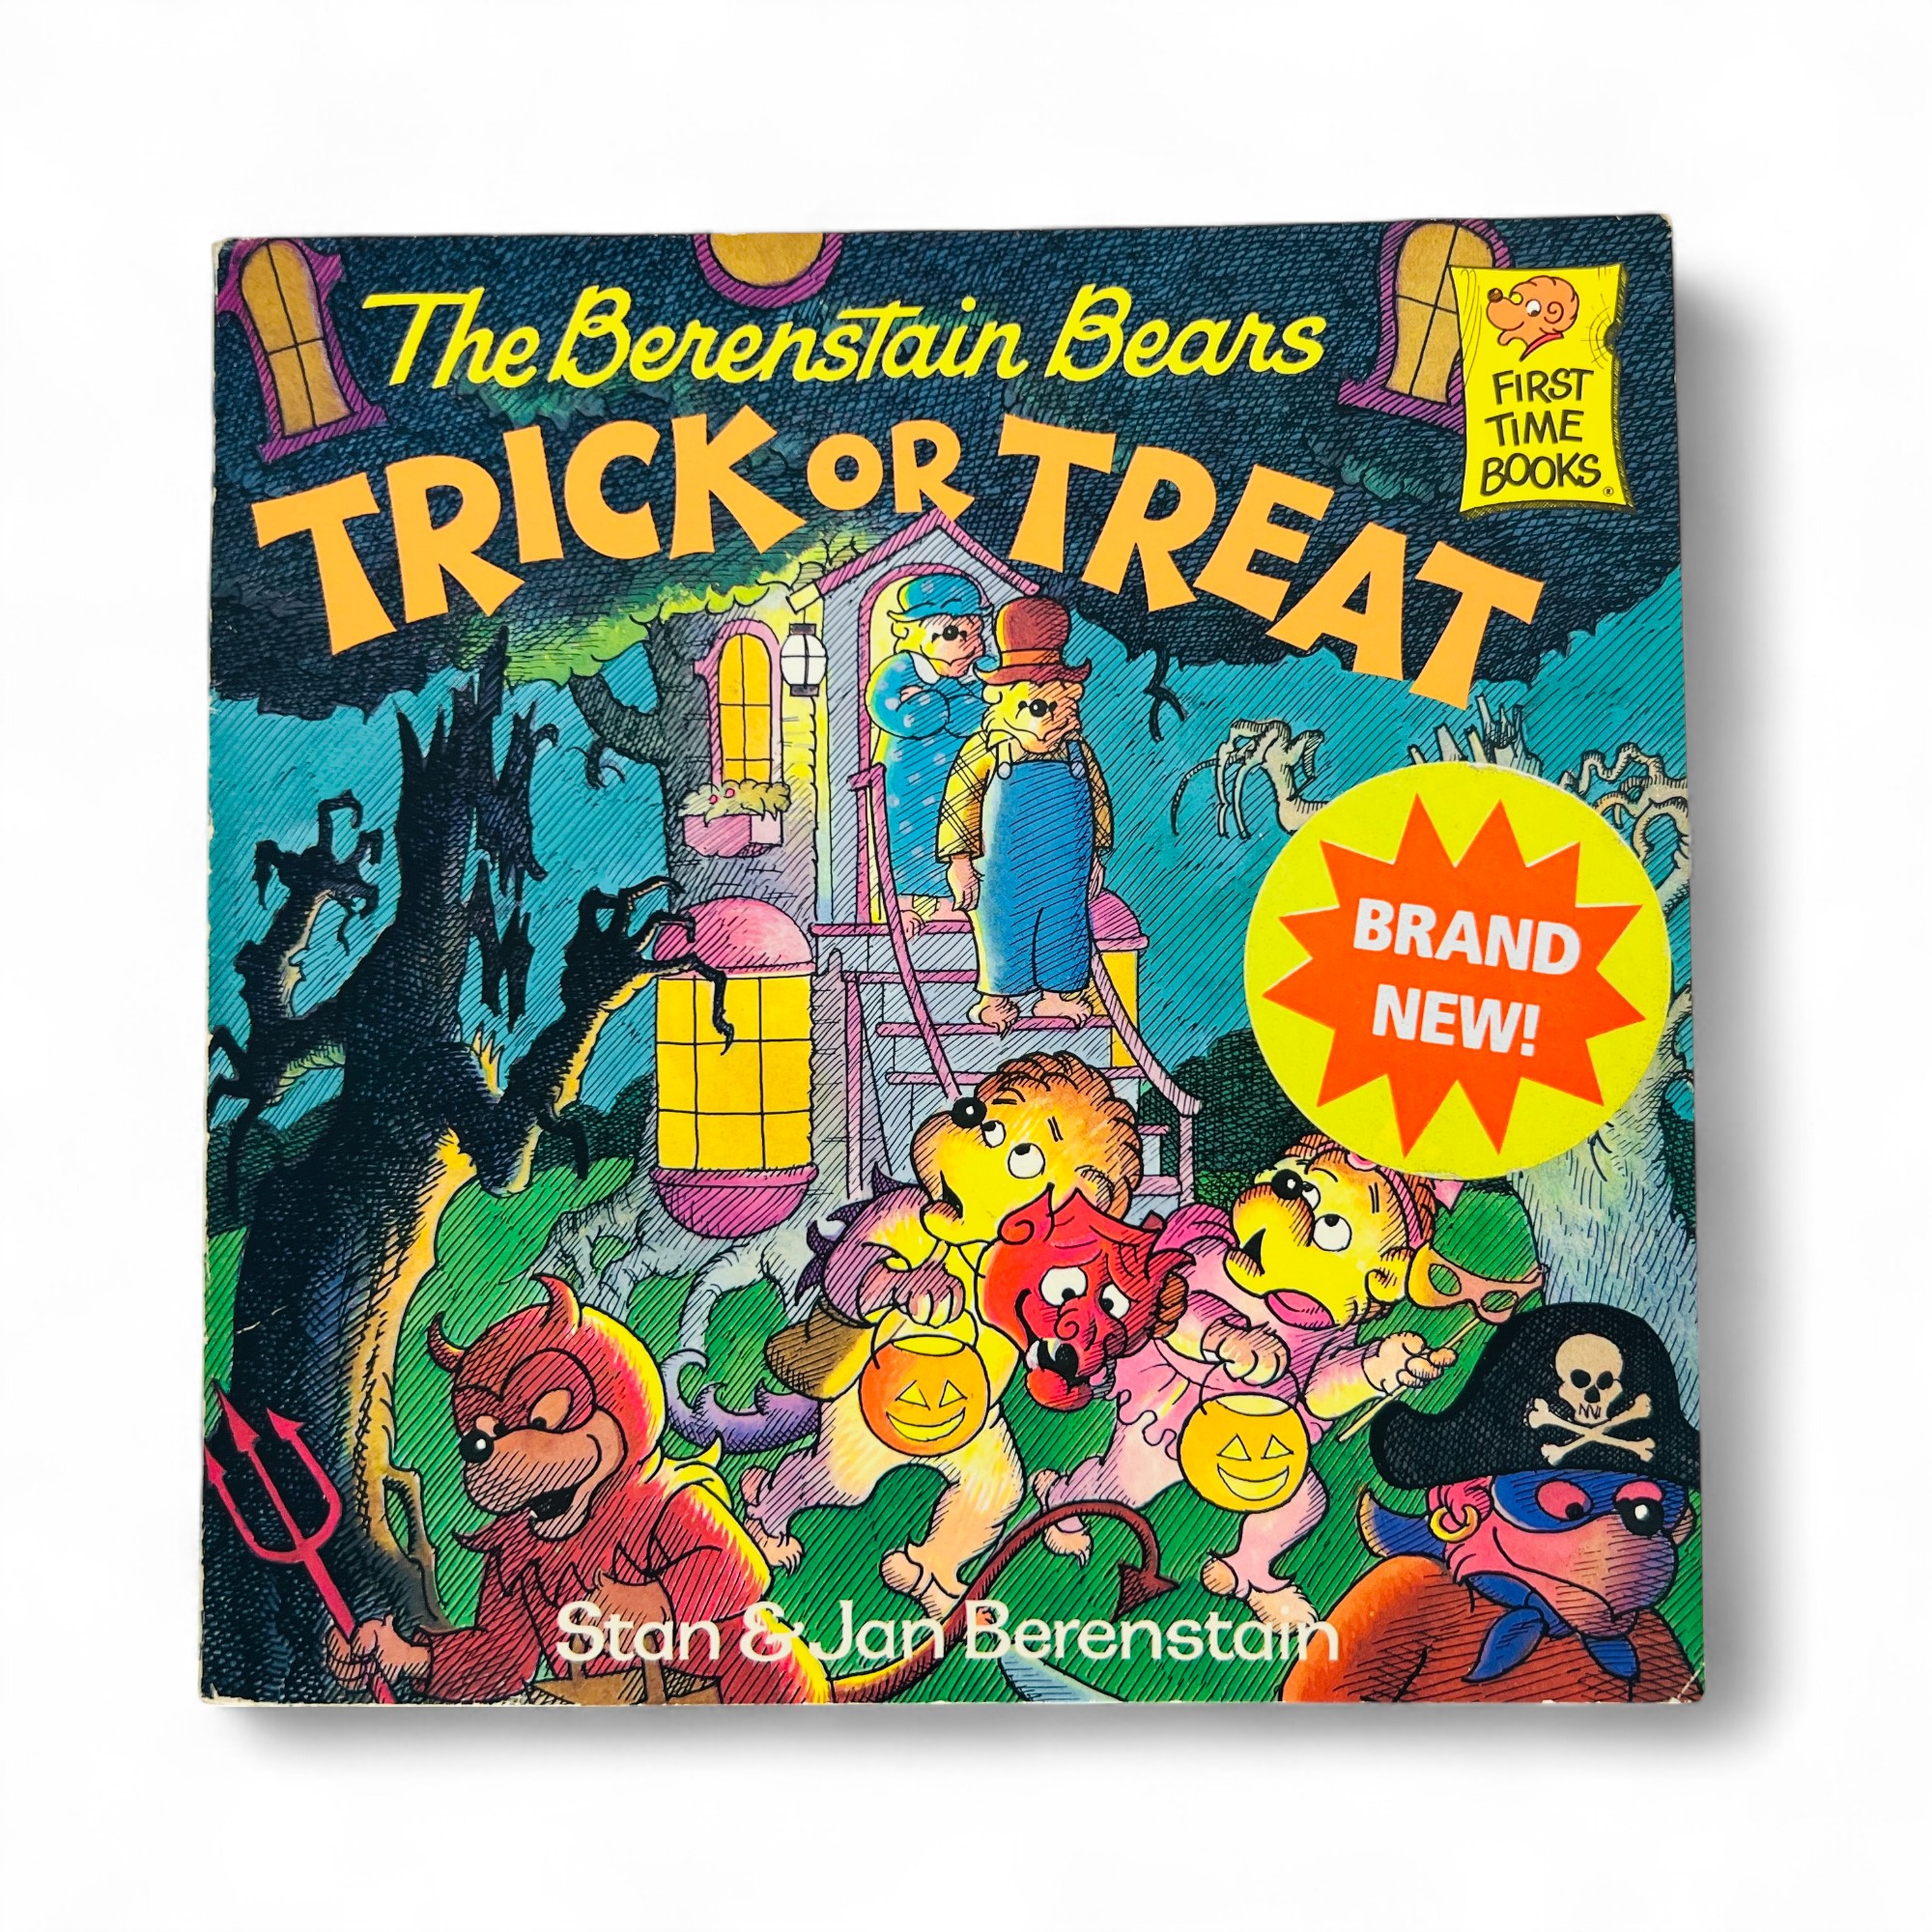 The Berenstain Bears
TRICK OR TREAT
FIRST
TIME
BOOKS®
BRAND
NEW!
Stan & Jan Berenstain